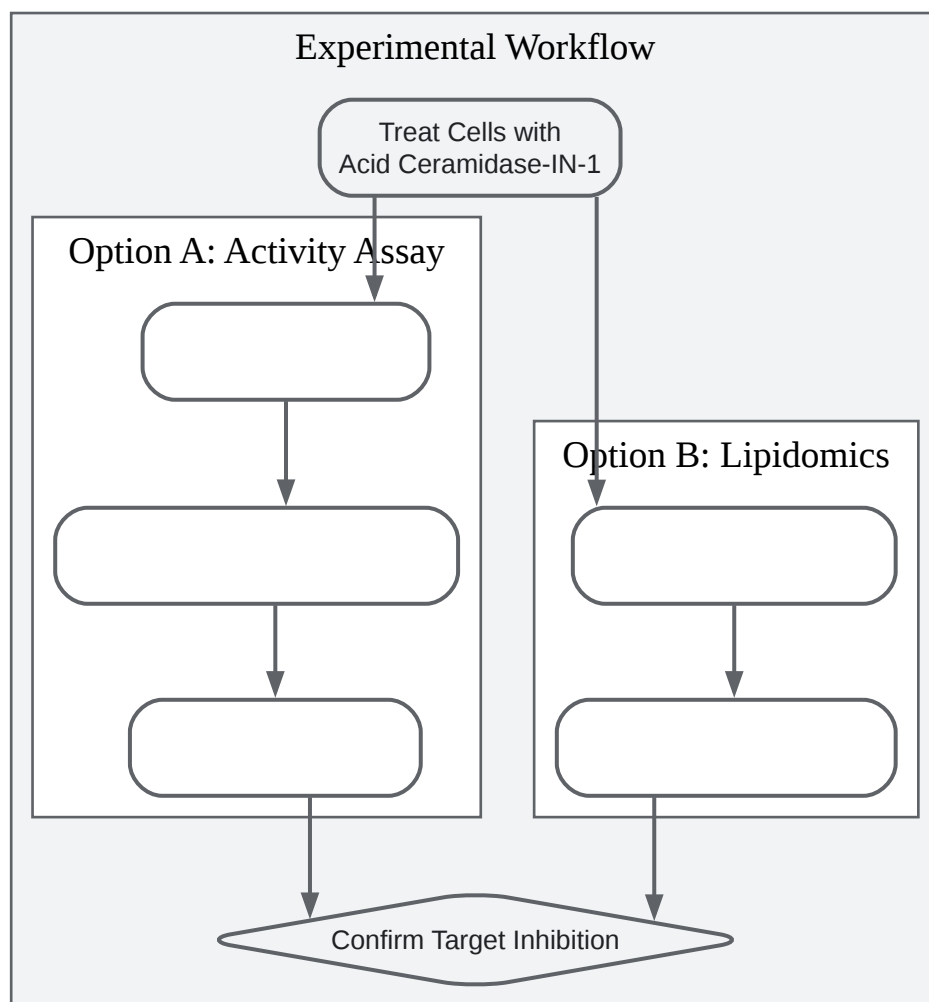 Experimental Workflow
Treat Cells with
Acid Ceramidase-IN-1
Option A: Activity Assay
Option B: Lipidomics
Confirm Target Inhibition